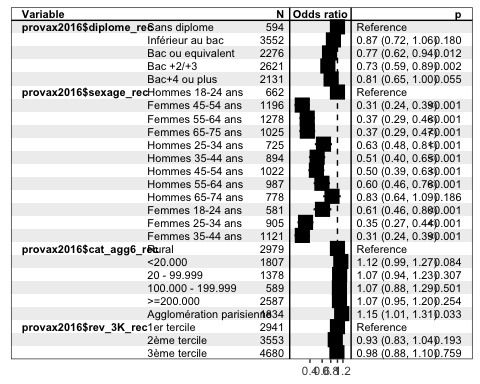 Variable N Odds ratio p
provax2016$diplome_rec Sans diplome 594 Reference
Inférieur au bac 3552 0.87 (0.72, 1.06) 0.180
Bac ou equivalent 2276 0.77 (0.62, 0.94) 0.012
Bac +2/+3 2621 0.73 (0.59, 0.89) 0.002
Bac+4 ou plus 2131 0.81 (0.65, 1.00) 0.055
provax2016$sexage_rec Hommes 18-24 ans 662 Reference
Femmes 45-54 ans 1196 0.31 (0.24, 0.39) <0.001
Femmes 55-64 ans 1278 0.37 (0.29, 0.46) <0.001
Femmes 65-75 ans 1025 0.37 (0.29, 0.47) <0.001
Hommes 25-34 ans 725 0.63 (0.48, 0.81) <0.001
Hommes 35-44 ans 894 0.51 (0.40, 0.65) <0.001
Hommes 45-54 ans 1022 0.50 (0.39, 0.63) <0.001
Hommes 55-64 ans 987 0.60 (0.46, 0.76) <0.001
Hommes 65-74 ans 778 0.83 (0.64, 1.09) 0.186
Femmes 18-24 ans 581 0.61 (0.46, 0.80) <0.001
Femmes 25-34 ans 905 0.35 (0.27, 0.44) <0.001
Femmes 35-44 ans 1121 0.31 (0.24, 0.39) <0.001
provax2016$cat_agg6_rec Rural 2979 Reference
<20.000 1807 1.12 (0.99, 1.27) 0.084
20 - 99.999 1378 1.07 (0.94, 1.23) 0.307
100.000 - 199.999 589 1.07 (0.88, 1.29) 0.501
>=200.000 2587 1.07 (0.95, 1.20) 0.254
Agglomération parisienne 1834 1.15 (1.01, 1.31) 0.033
provax2016$rev_3K_rec 1er tercile 2941 Reference
2ème tercile 3553 0.93 (0.83, 1.04) 0.193
3ème tercile 4680 0.98 (0.88, 1.10) 0.759
0.4 0.6 0.8 1 1.2